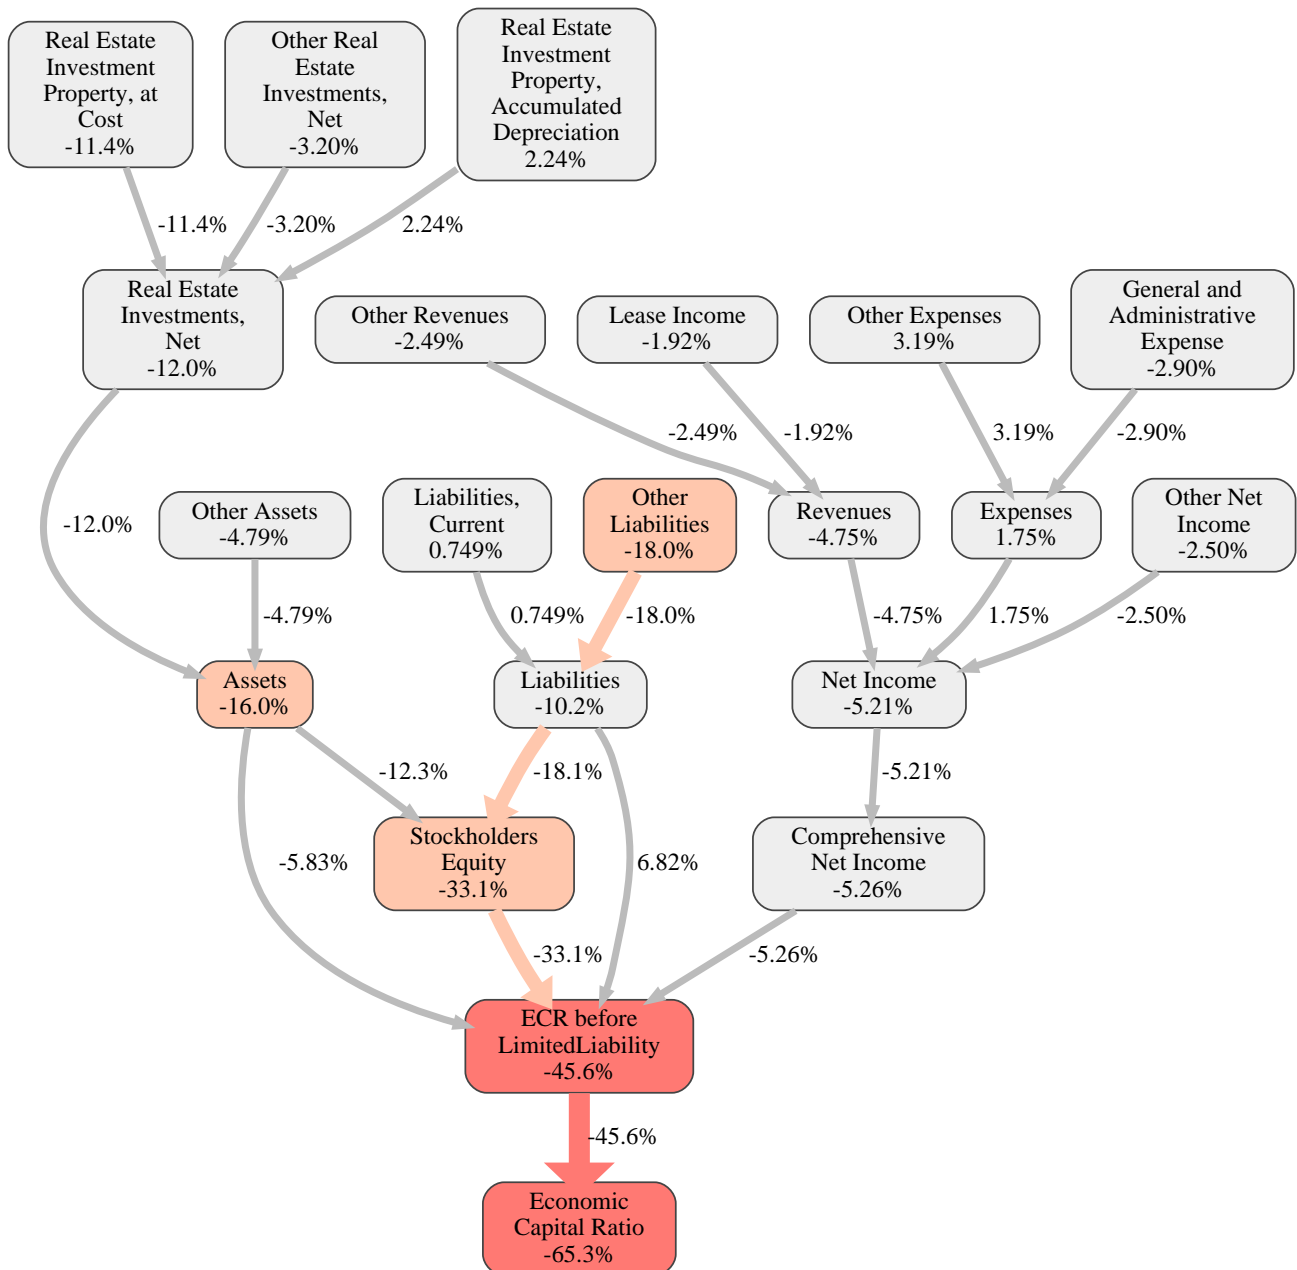 Real Estate
Investment
Property, at
Cost
-11.4%
Other Real
Estate
Investments,
Net
-3.20%
Real Estate
Investment
Property,
Accumulated
Depreciation
2.24%
-11.4%
-3.20%
2.24%
Real Estate
Investments,
Net
-12.0%
Other Revenues
-2.49%
Lease Income
-1.92%
Other Expenses
3.19%
General and
Administrative
Expense
-2.90%
-2.49%
-1.92%
3.19%
-2.90%
-12.0%
Other Assets
-4.79%
Liabilities,
Current
0.749%
Other
Liabilities
-18.0%
Revenues
-4.75%
Expenses
1.75%
Other Net
Income
-2.50%
-4.79%
0.749%
-18.0%
-4.75%
1.75%
-2.50%
Assets
-16.0%
Liabilities
-10.2%
Net Income
-5.21%
-12.3%
-18.1%
-5.21%
-5.83%
Stockholders
Equity
-33.1%
6.82%
Comprehensive
Net Income
-5.26%
-33.1%
-5.26%
ECR before
LimitedLiability
-45.6%
-45.6%
Economic
Capital Ratio
-65.3%